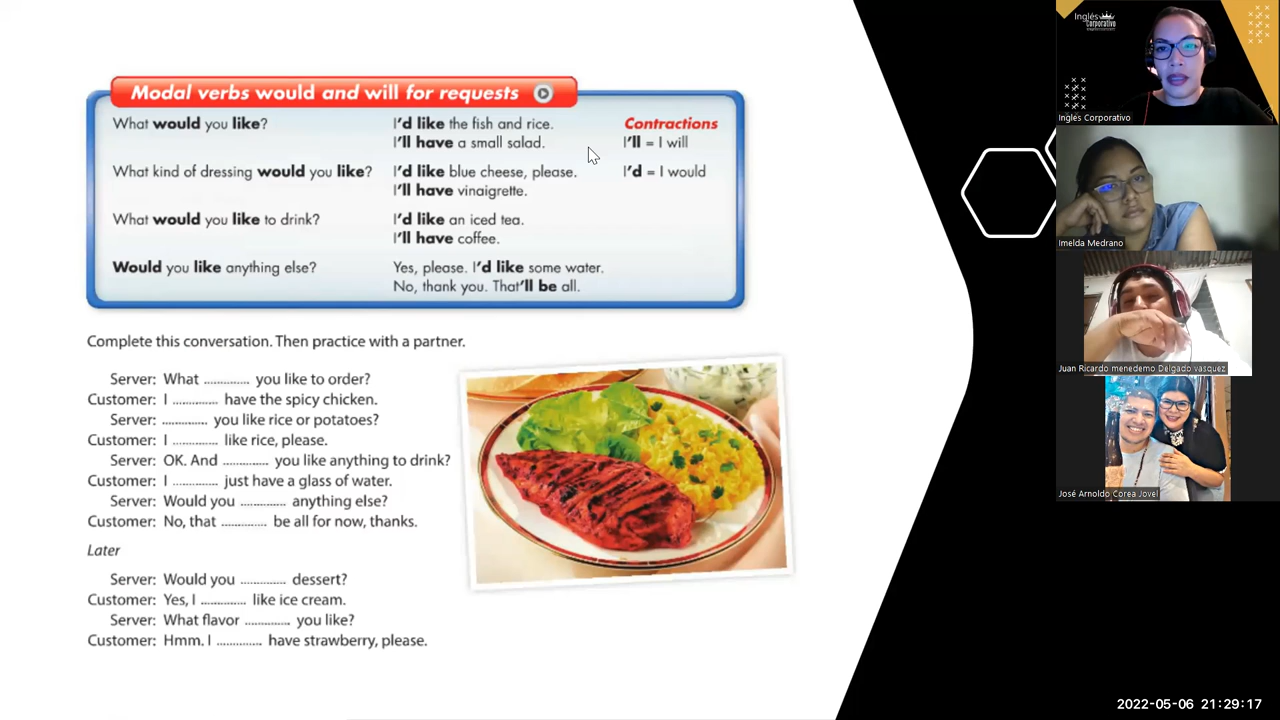 Modal verbs would and will for requests
What would you like?
I'd like the fish and rice.
I'll have a small salad.
What kind of dressing would you like?
I'd like blue cheese, please.
I'll have vinaigrette.
What would you like to drink?
I'd like an iced tea.
I'll have coffee.
Would you like anything else?
Yes, please. I'd like some water.
No, thank you. That'll be all.
Contractions
I'll = I will
I'd = I would
Complete this conversation. Then practice with a partner.
Server: What ............. you like to order?
Customer: I ............. have the spicy chicken.
Server: ............. you like rice or potatoes?
Customer: I ............. like rice, please.
Server: OK. And ............. you like anything to drink?
Customer: I ............. just have a glass of water.
Server: Would you ............. anything else?
Customer: No, that ............. be all for now, thanks.
Later
Server: Would you ............. dessert?
Customer: Yes, I ............. like ice cream.
Server: What flavor ............. you like?
Customer: Hmm. I ............. have strawberry, please.
Inglés
Corporativo
Inglés Corporativo
Imelda Medrano
Juan Ricardo menedemo Delgado vasquez
José Arnoldo Corea Jovel
2022-05-06 21:29:17